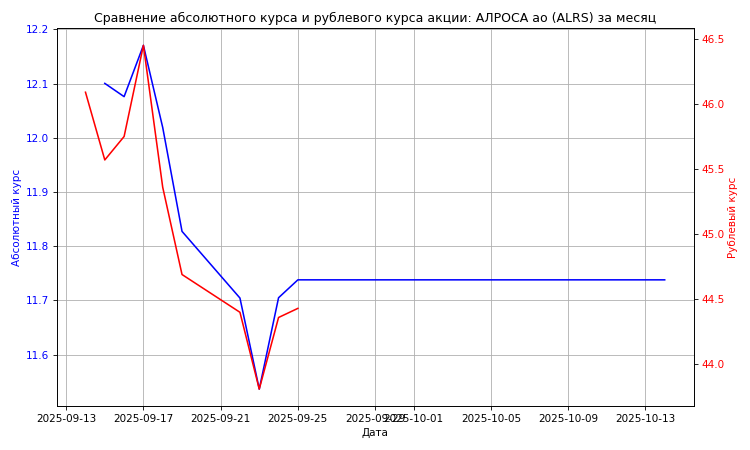 Сравнение абсолютного курса и рублевого курса акции: АЛРОСА ао (ALRS) за месяц
12.2
12.1
12.0
11.9
11.8
11.7
11.6
Абсолютный курс
46.5
46.0
45.5
45.0
44.5
44.0
Рублевый курс
2025-09-13 2025-09-17 2025-09-21 2025-09-25 2025-09-29 2025-10-01 2025-10-05 2025-10-09 2025-10-13
Дата